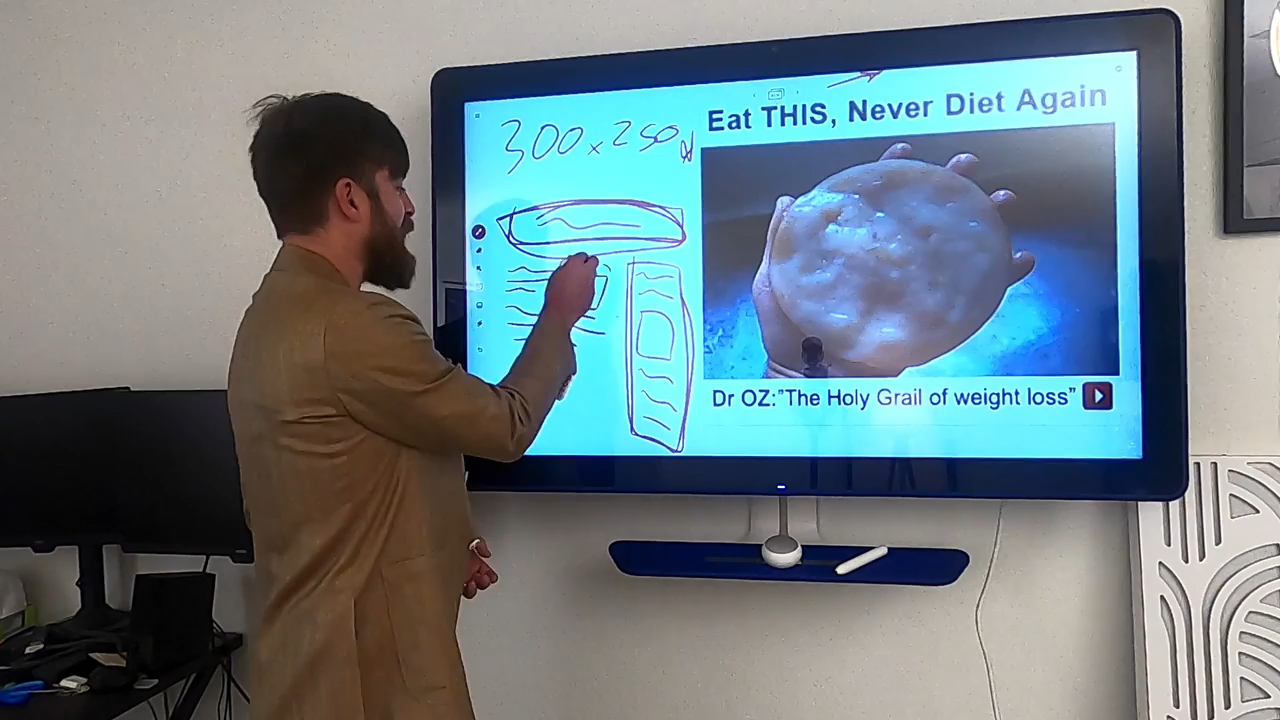 300 x 250
Eat THIS, Never Diet Again
Dr OZ:"The Holy Grail of weight loss"